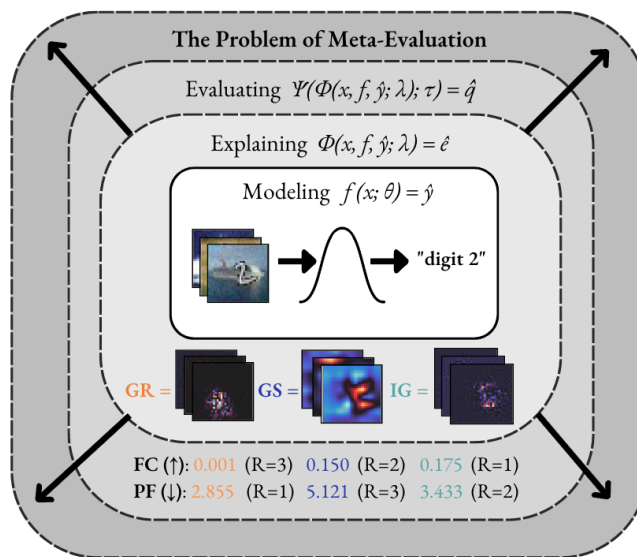 The Problem of Meta-Evaluation
Evaluating Ψ(Φ(x, f, ŷ; λ); τ) = q̂
Explaining Φ(x, f, ŷ; λ) = ê
Modeling f(x; θ) = ŷ
"digit 2"
GR = GS = IG =
FC (↑): 0.001 (R=3) 0.150 (R=2) 0.175 (R=1)
PF (↓): 2.855 (R=1) 5.121 (R=3) 3.433 (R=2)